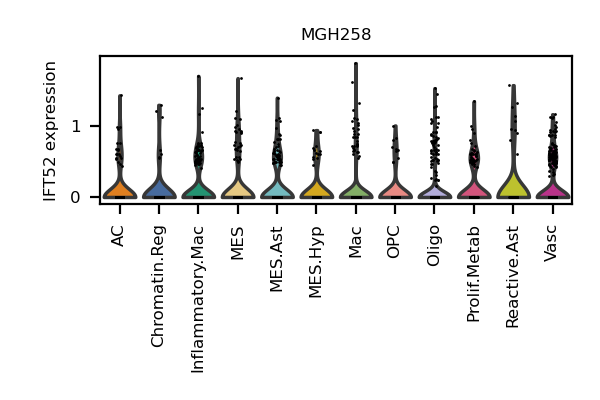 MGH258
IFT52 expression
1
0
AC
Chromatin.Reg
Inflammatory.Mac
MES
MES.Ast
MES.Hyp
Mac
OPC
Oligo
Prolif.Metab
Reactive.Ast
Vasc